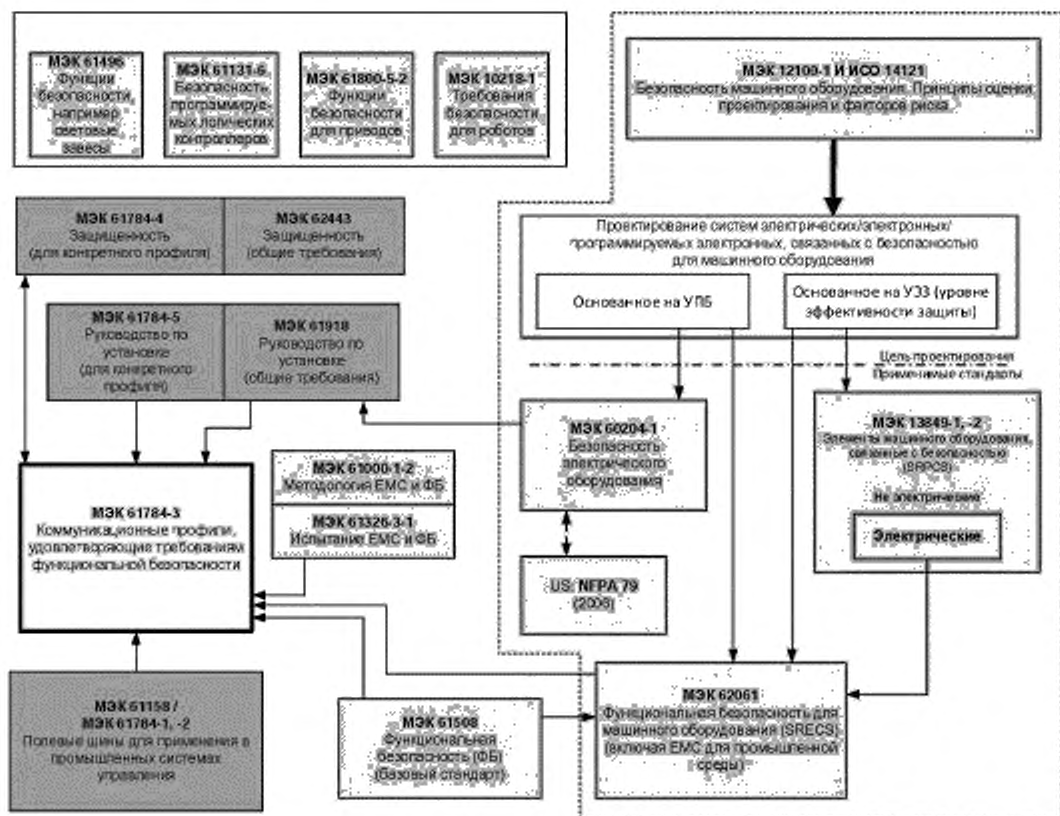 МЭК 61496
Функции
безопасности,
например
световые
завесы
МЭК 61131-6
Безопасность
программируе-
мых логических
контроллеров
МЭК 61800-5-2
Функции
безопасности
для приводов
МЭК 10218-1
Требования
безопасности
для роботов
МЭК 12100-1 И ИСО 14121
Безопасность машинного оборудования. Принципы оценки
проектирования и факторов риска
МЭК 61784-4
Защищенность
(для конкретного профиля)
МЭК 62443
Защищенность
(общие требования)
Проектирование систем электрических/электронных/
программируемых электронных, связанных с безопасностью
для машинного оборудования
Основанное на УПБ
Основанное на УЭЗ (уровне
эффективности защиты)
МЭК 61784-5
Руководство по
установке
(для конкретного
профиля)
МЭК 61918
Руководство по
установке
(общие требования)
Цель проектирования
Применимые стандарты
МЭК 60204-1
Безопасность
электрического
оборудования
МЭК 13849-1, -2
Элементы машинного оборудования,
связанные с безопасностью
(SRPCS)
Не электрические
Электрические
МЭК 61784-3
Коммуникационные профили,
удовлетворяющие требованиям
функциональной безопасности
МЭК 61000-1-2
Методология ЕМС и ФБ
МЭК 61326-3-1
Испытание ЕМС и ФБ
US: NFPA 79
(2006)
МЭК 61158 /
МЭК 61784-1, -2
Полевые шины для применения в
промышленных системах
управления
МЭК 61508
Функциональная
безопасность (ФБ)
(базовый стандарт)
МЭК 62061
Функциональная безопасность для
машинного оборудования (SRECS)
(включая ЕМС для промышленной
среды)